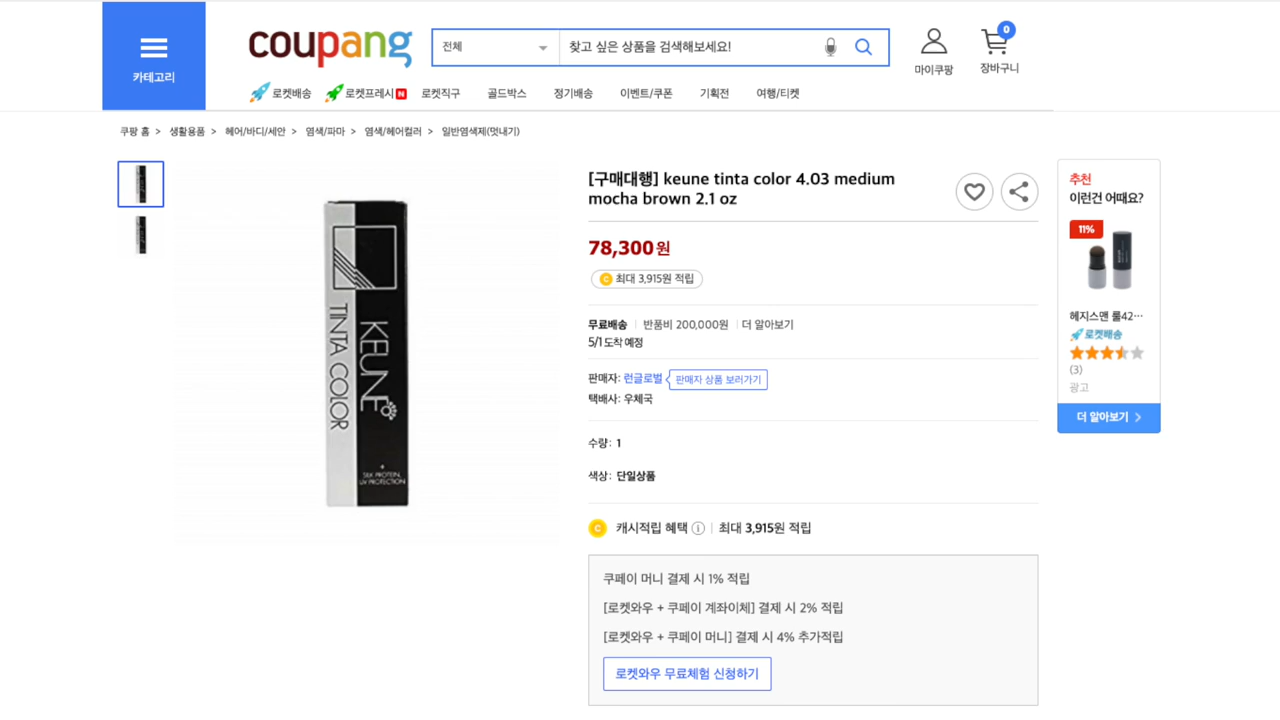 카테고리
coupang
전체
찾고 싶은 상품을 검색해보세요!
마이쿠팡
0
장바구니
로켓배송
로켓프레시 N
로켓직구
골드박스
정기배송
이벤트/쿠폰
기획전
여행/티켓
쿠팡 홈 > 생활용품 > 헤어/바디/세안 > 염색/파마 > 염색/헤어컬러 > 일반염색제(멋내기)
TINTA COLOR
KEUNE
+
SILK PROTEIN,
UV PROTECTION
[구매대행] keune tinta color 4.03 medium
mocha brown 2.1 oz
78,300원
C 최대 3,915원 적립
무료배송 | 반품비 200,000원 | 더 알아보기
5/1 도착 예정
판매자: 런글로벌 판매자 상품 보러가기
택배사: 우체국
수량: 1
색상: 단일상품
C 캐시적립 혜택 i | 최대 3,915원 적립
쿠페이 머니 결제 시 1% 적립
[로켓와우 + 쿠페이 계좌이체] 결제 시 2% 적립
[로켓와우 + 쿠페이 머니] 결제 시 4% 추가적립
로켓와우 무료체험 신청하기
추천
이런건 어때요?
11%
헤지스맨 룰42…
로켓배송
(3)
광고
더 알아보기 >